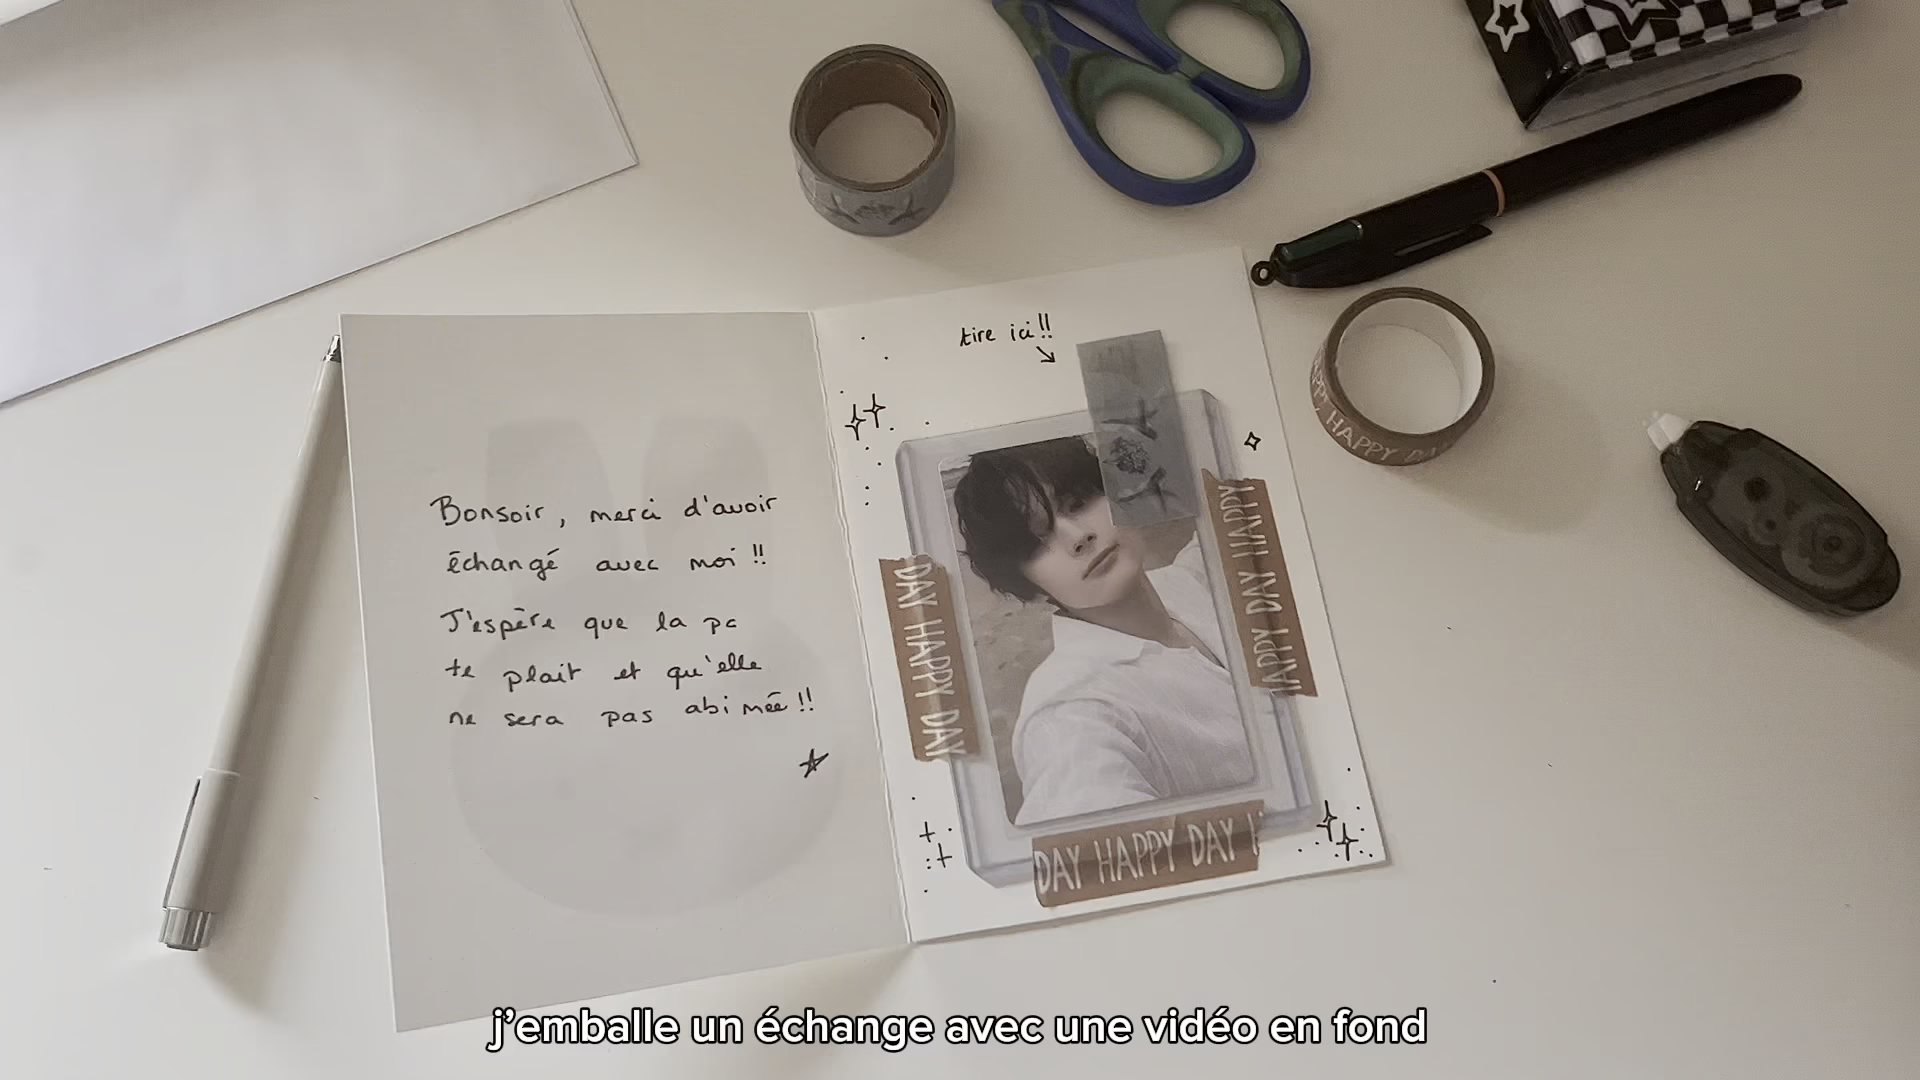 Bonsoir, merci d'avoir
échangé avec moi !!
J'espère que la pc
te plait et qu'elle
ne sera pas abimée !!
tire ici !!
DAY HAPPY DAY
HAPPY DAY HAPPY
DAY HAPPY DAY
HAPPY DAY
j'emballe un échange avec une vidéo en fond